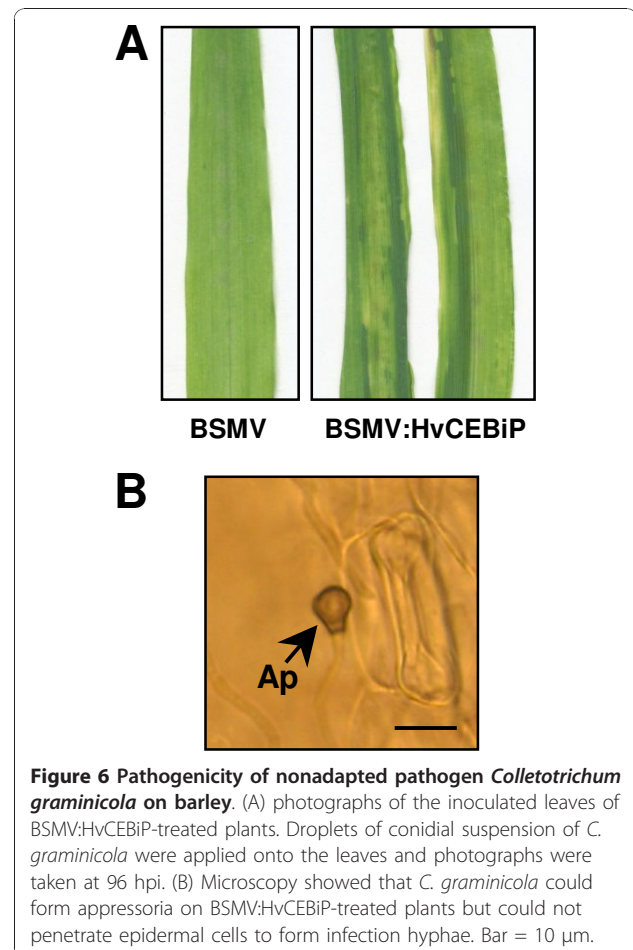 A
BSMV BSMV:HvCEBiP
B
Ap
Figure 6 Pathogenicity of nonadapted pathogen Colletotrichum
graminicola on barley. (A) photographs of the inoculated leaves of
BSMV:HvCEBiP-treated plants. Droplets of conidial suspension of C.
graminicola were applied onto the leaves and photographs were
taken at 96 hpi. (B) Microscopy showed that C. graminicola could
form appressoria on BSMV:HvCEBiP-treated plants but could not
penetrate epidermal cells to form infection hyphae. Bar = 10 μm.